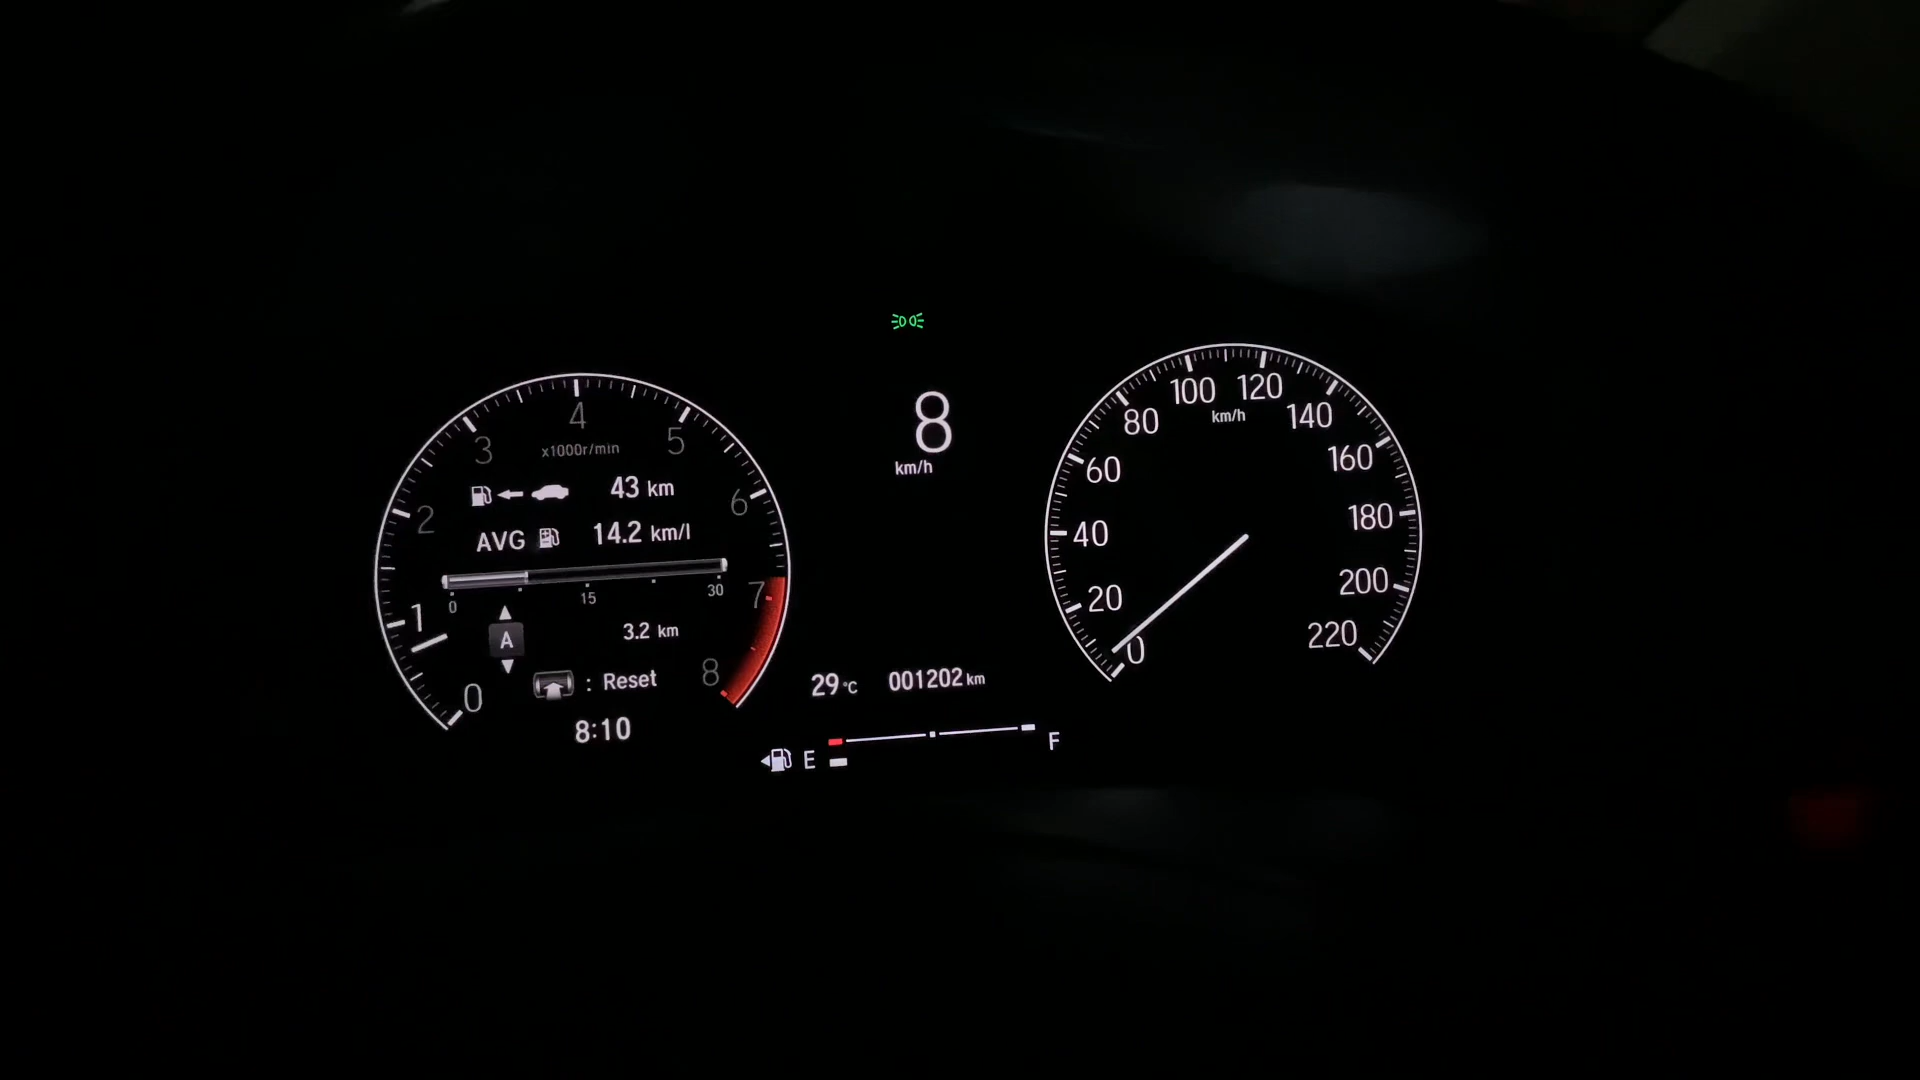 4
3
5
x1000r/min
2
6
43 km
AVG 14.2 km/l
0 15 30
7
1
A
3.2 km
: Reset
8
0
8:10
8
km/h
29°C 001202 km
E F
100 120
80 km/h 140
60 160
40 180
20 200
0 220